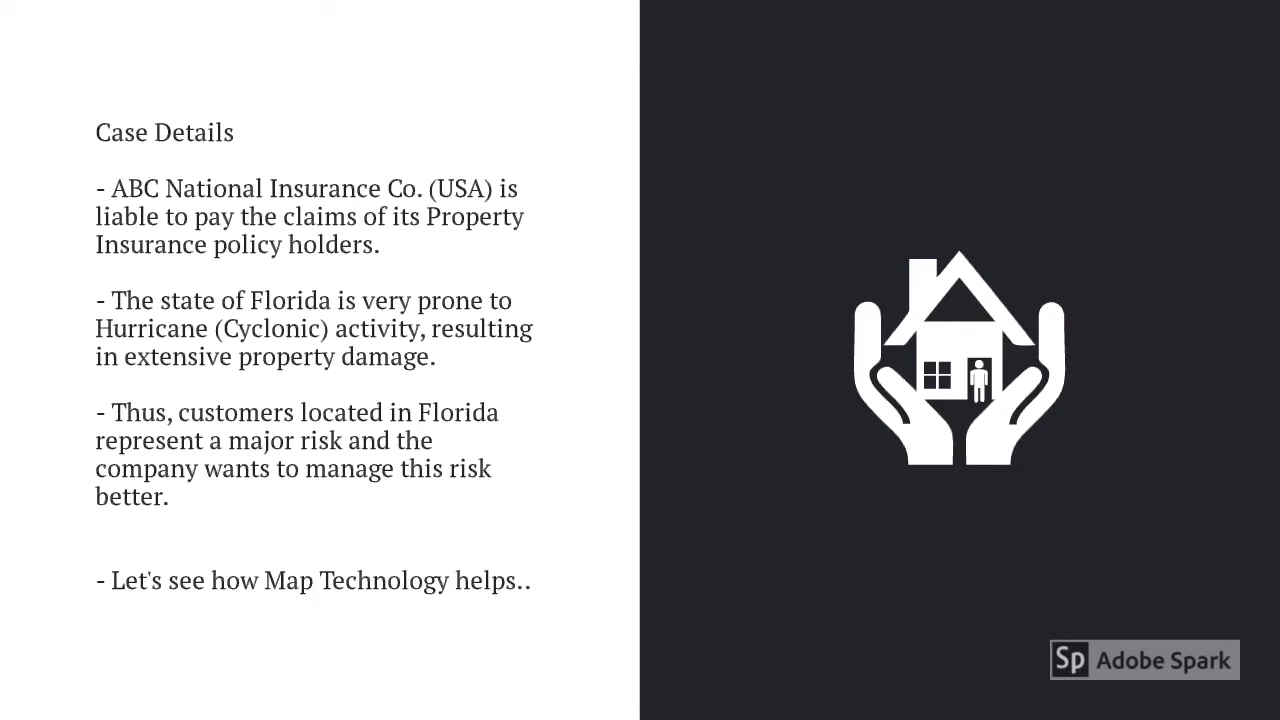 Case Details
- ABC National Insurance Co. (USA) is
liable to pay the claims of its Property
Insurance policy holders.
- The state of Florida is very prone to
Hurricane (Cyclonic) activity, resulting
in extensive property damage.
- Thus, customers located in Florida
represent a major risk and the
company wants to manage this risk
better.
- Let's see how Map Technology helps..
Sp Adobe Spark